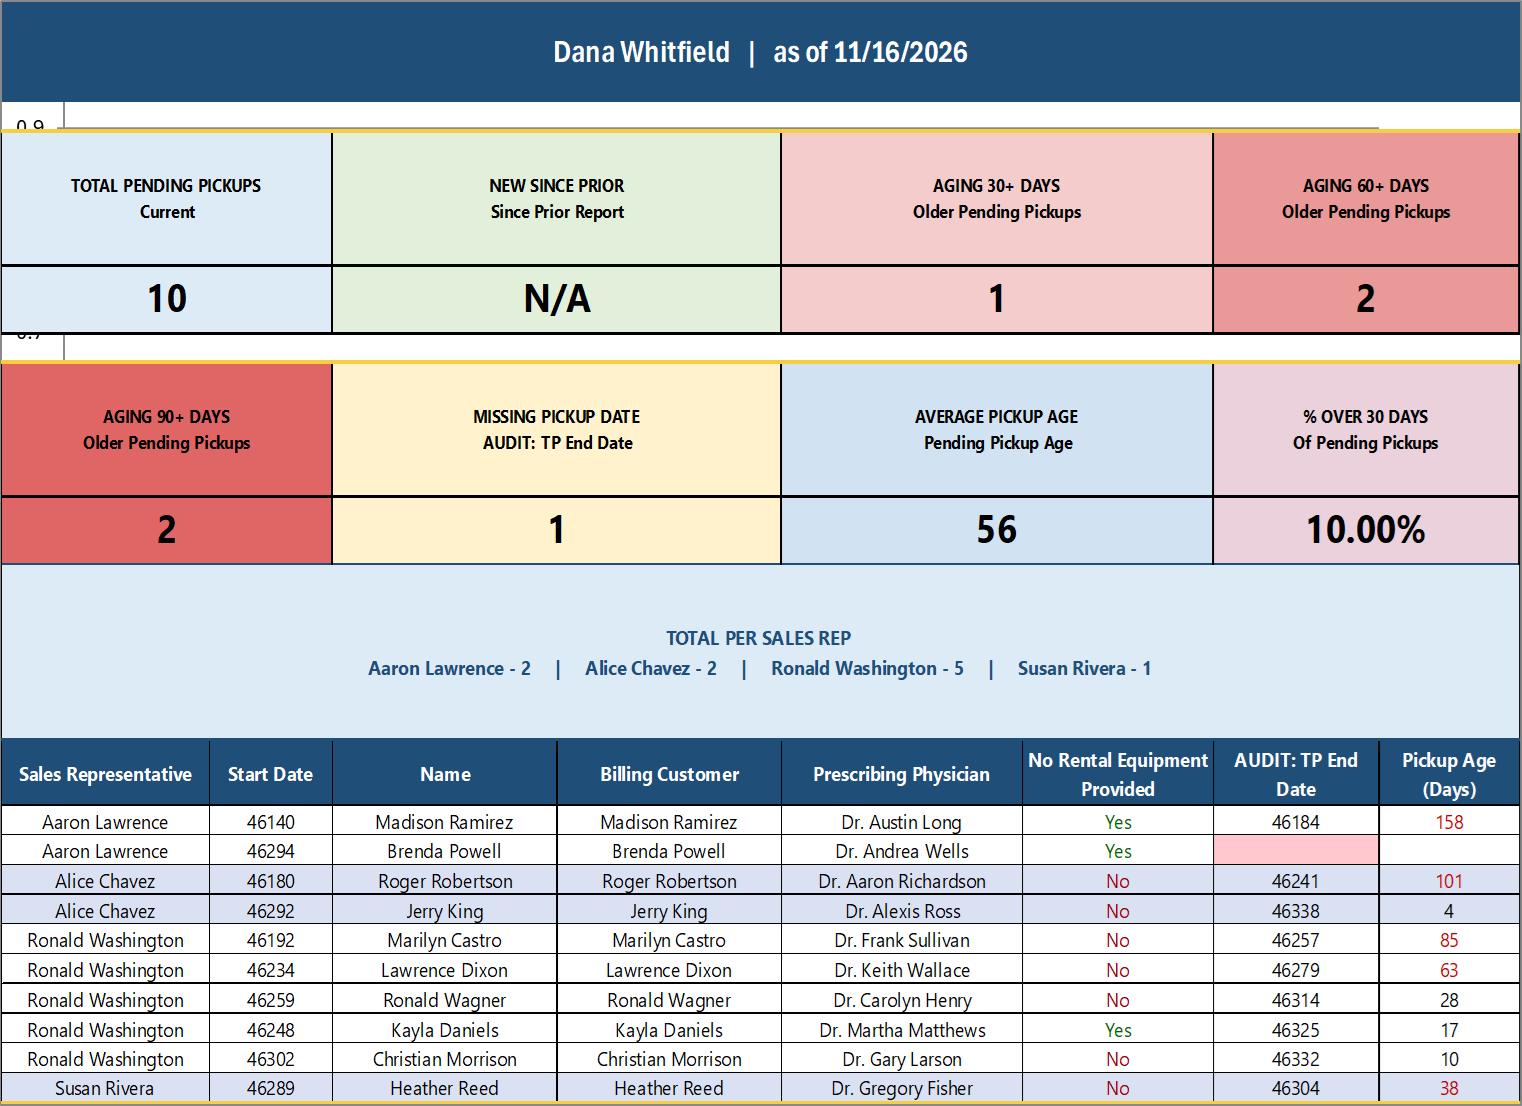 Dana Whitfield | as of 11/16/2026
0.9
TOTAL PENDING PICKUPS
Current
NEW SINCE PRIOR
Since Prior Report
AGING 30+ DAYS
Older Pending Pickups
AGING 60+ DAYS
Older Pending Pickups
10
N/A
1
2
AGING 90+ DAYS
Older Pending Pickups
MISSING PICKUP DATE
AUDIT: TP End Date
AVERAGE PICKUP AGE
Pending Pickup Age
% OVER 30 DAYS
Of Pending Pickups
2
1
56
10.00%
TOTAL PER SALES REP
Aaron Lawrence - 2 | Alice Chavez - 2 | Ronald Washington - 5 | Susan Rivera - 1
Sales Representative Start Date Name Billing Customer Prescribing Physician No Rental Equipment Provided AUDIT: TP End Date Pickup Age (Days)
Aaron Lawrence 46140 Madison Ramirez Madison Ramirez Dr. Austin Long Yes 46184 158
Aaron Lawrence 46294 Brenda Powell Brenda Powell Dr. Andrea Wells Yes
Alice Chavez 46180 Roger Robertson Roger Robertson Dr. Aaron Richardson No 46241 101
Alice Chavez 46292 Jerry King Jerry King Dr. Alexis Ross No 46338 4
Ronald Washington 46192 Marilyn Castro Marilyn Castro Dr. Frank Sullivan No 46257 85
Ronald Washington 46234 Lawrence Dixon Lawrence Dixon Dr. Keith Wallace No 46279 63
Ronald Washington 46259 Ronald Wagner Ronald Wagner Dr. Carolyn Henry No 46314 28
Ronald Washington 46248 Kayla Daniels Kayla Daniels Dr. Martha Matthews Yes 46325 17
Ronald Washington 46302 Christian Morrison Christian Morrison Dr. Gary Larson No 46332 10
Susan Rivera 46289 Heather Reed Heather Reed Dr. Gregory Fisher No 46304 38